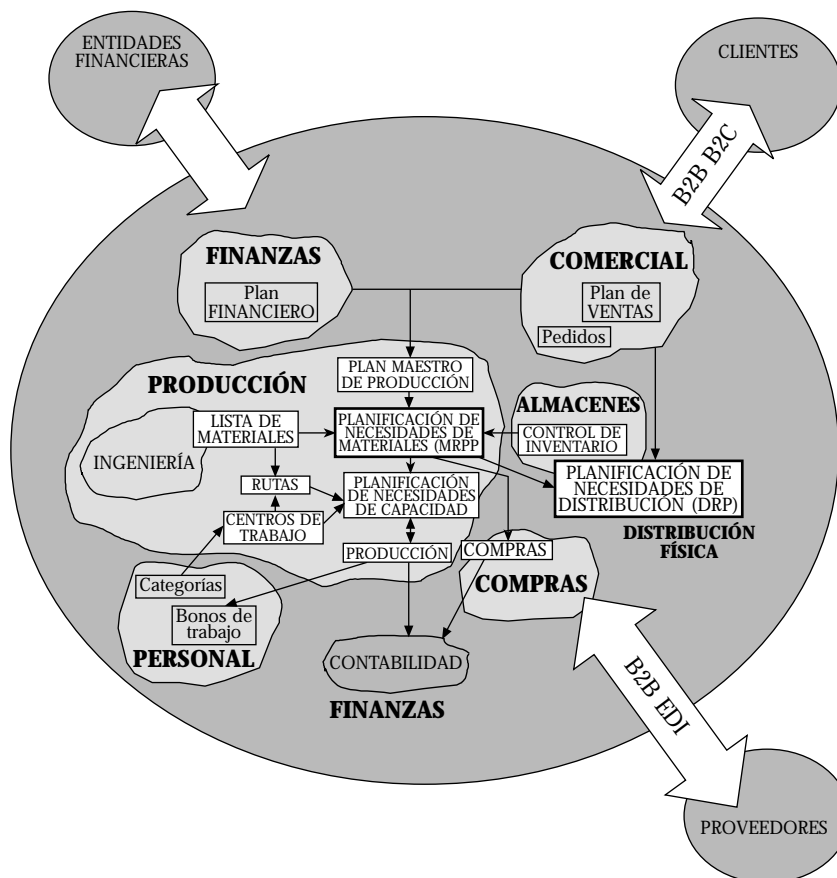 ENTIDADES
FINANCIERAS
CLIENTES
B2B B2C
FINANZAS
Plan
FINANCIERO
COMERCIAL
Plan de
VENTAS
Pedidos
PRODUCCIÓN
PLAN MAESTRO
DE PRODUCCIÓN
ALMACENES
LISTA DE
MATERIALES
PLANIFICACIÓN DE
NECESIDADES DE
MATERIALES (MRPP
CONTROL DE
INVENTARIO
INGENIERÍA
RUTAS
PLANIFICACIÓN
DE NECESIDADES
DE CAPACIDAD
PLANIFICACIÓN DE
NECESIDADES DE
DISTRIBUCIÓN (DRP)
CENTROS DE
TRABAJO
DISTRIBUCIÓN
FÍSICA
PRODUCCIÓN
COMPRAS
COMPRAS
Categorías
Bonos de
trabajo
PERSONAL
CONTABILIDAD
FINANZAS
B2B EDI
PROVEEDORES